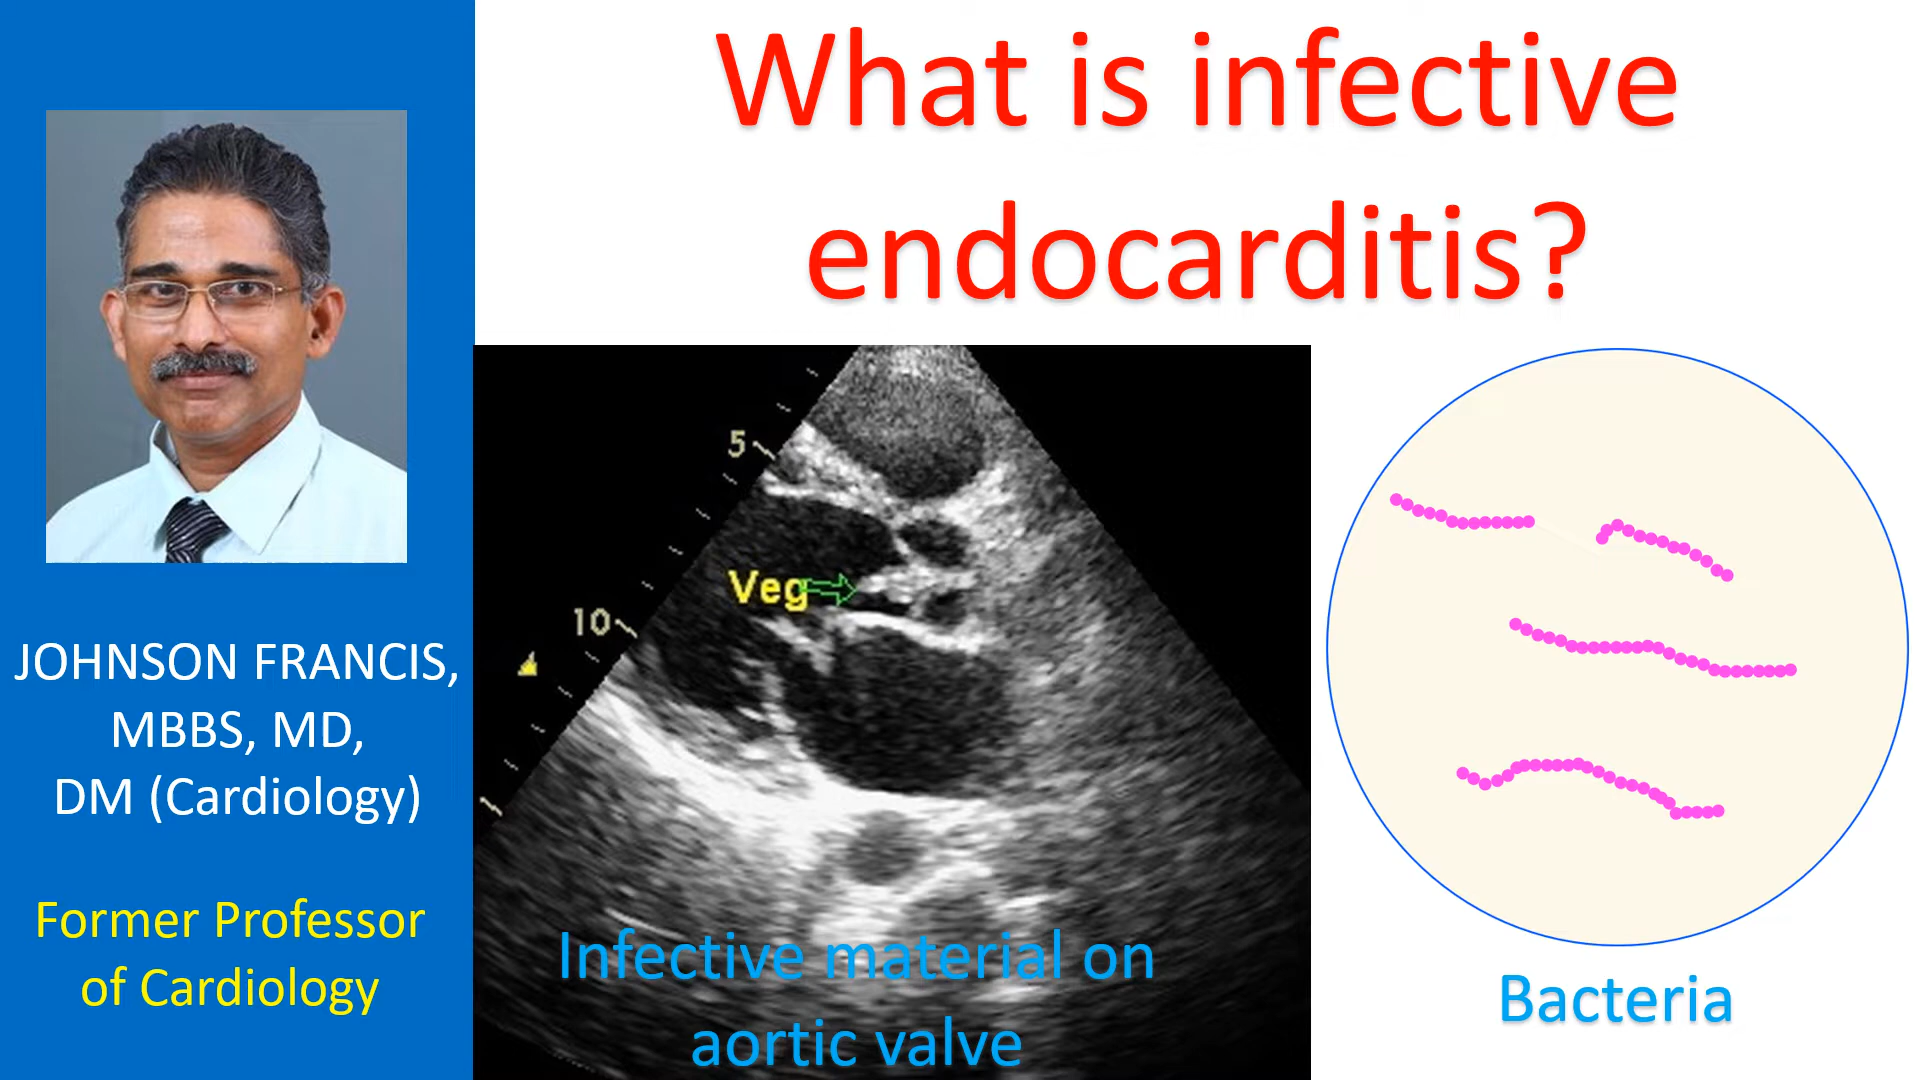 What is infective
endocarditis?
JOHNSON FRANCIS,
MBBS, MD,
DM (Cardiology)
Former Professor
of Cardiology
5
Veg
10
Infective material on
aortic valve
Bacteria